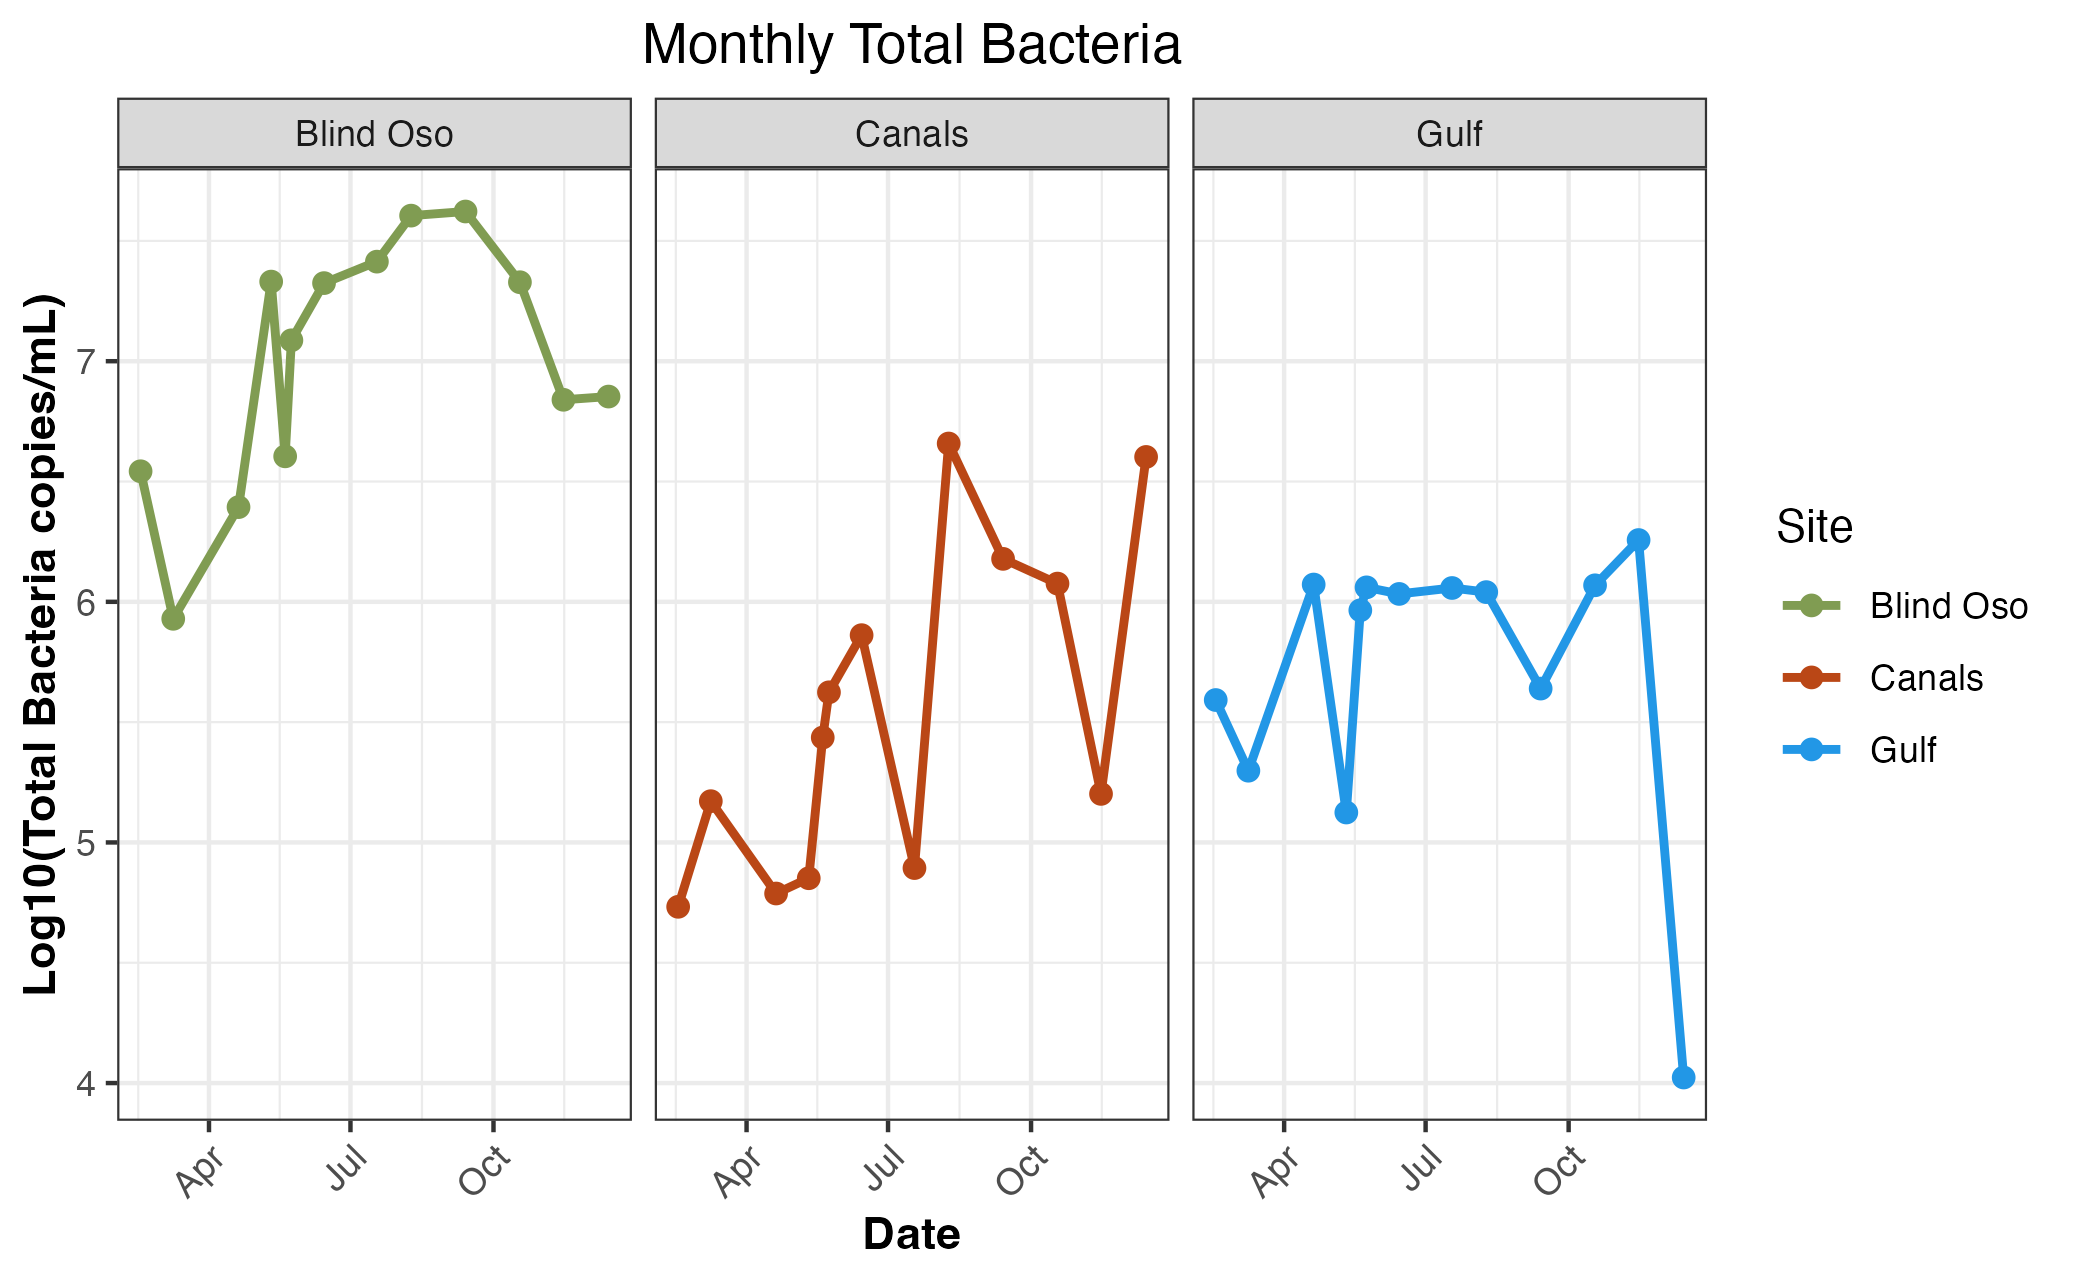 Monthly Total Bacteria
Blind Oso
Canals
Gulf
Log10(Total Bacteria copies/mL)
7
6
5
4
Apr
Jul
Oct
Apr
Jul
Oct
Apr
Jul
Oct
Date
Site
Blind Oso
Canals
Gulf